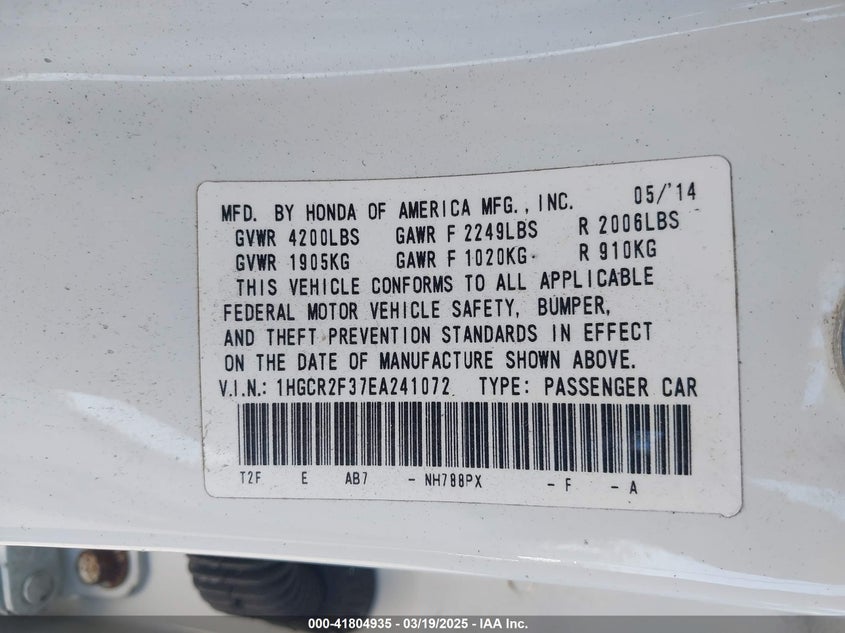 MFD. BY HONDA OF AMERICA MFG., INC. 05/'14
GVWR 4200LBS GAWR F 2249LBS R 2006LBS
GVWR 1905KG GAWR F 1020KG R 910KG
THIS VEHICLE CONFORMS TO ALL APPLICABLE
FEDERAL MOTOR VEHICLE SAFETY, BUMPER,
AND THEFT PREVENTION STANDARDS IN EFFECT
ON THE DATE OF MANUFACTURE SHOWN ABOVE.
V.I.N.: 1HGCR2F37EA241072 TYPE: PASSENGER CAR
T2F E AB7 - NH788PX - F - A
000-41804935 - 03/19/2025 - IAA Inc.